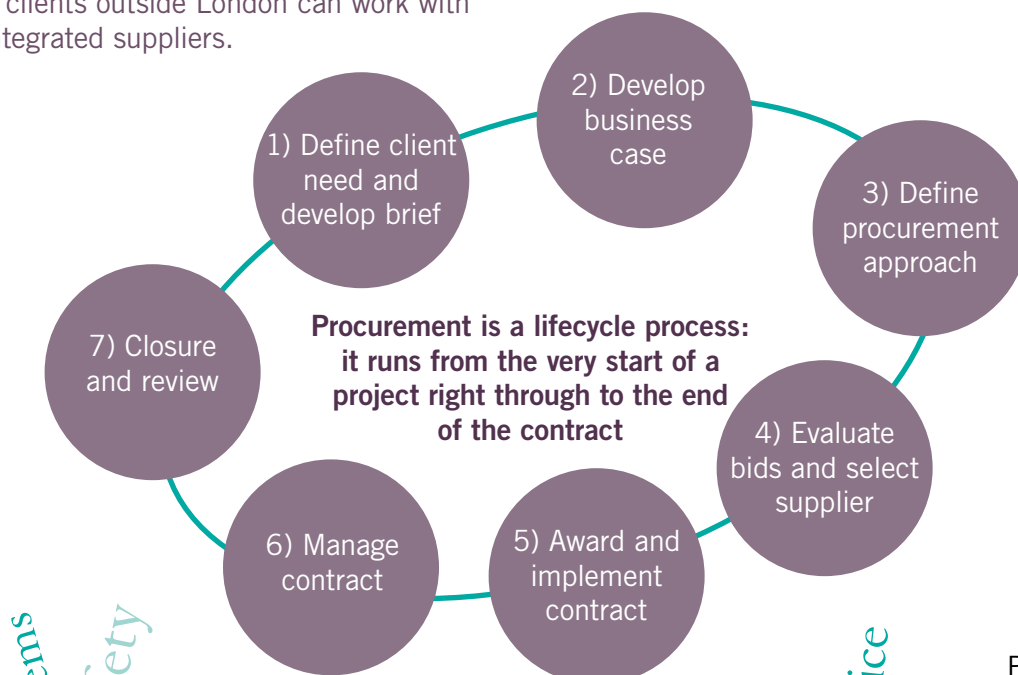 clients outside London can work with
tegrated suppliers.
1) Define client
need and
develop brief
2) Develop
business
case
3) Define
procurement
approach
Procurement is a lifecycle process:
it runs from the very start of a
project right through to the end
of the contract
7) Closure
and review
4) Evaluate
bids and select
supplier
6) Manage
contract
5) Award and
implement
contract